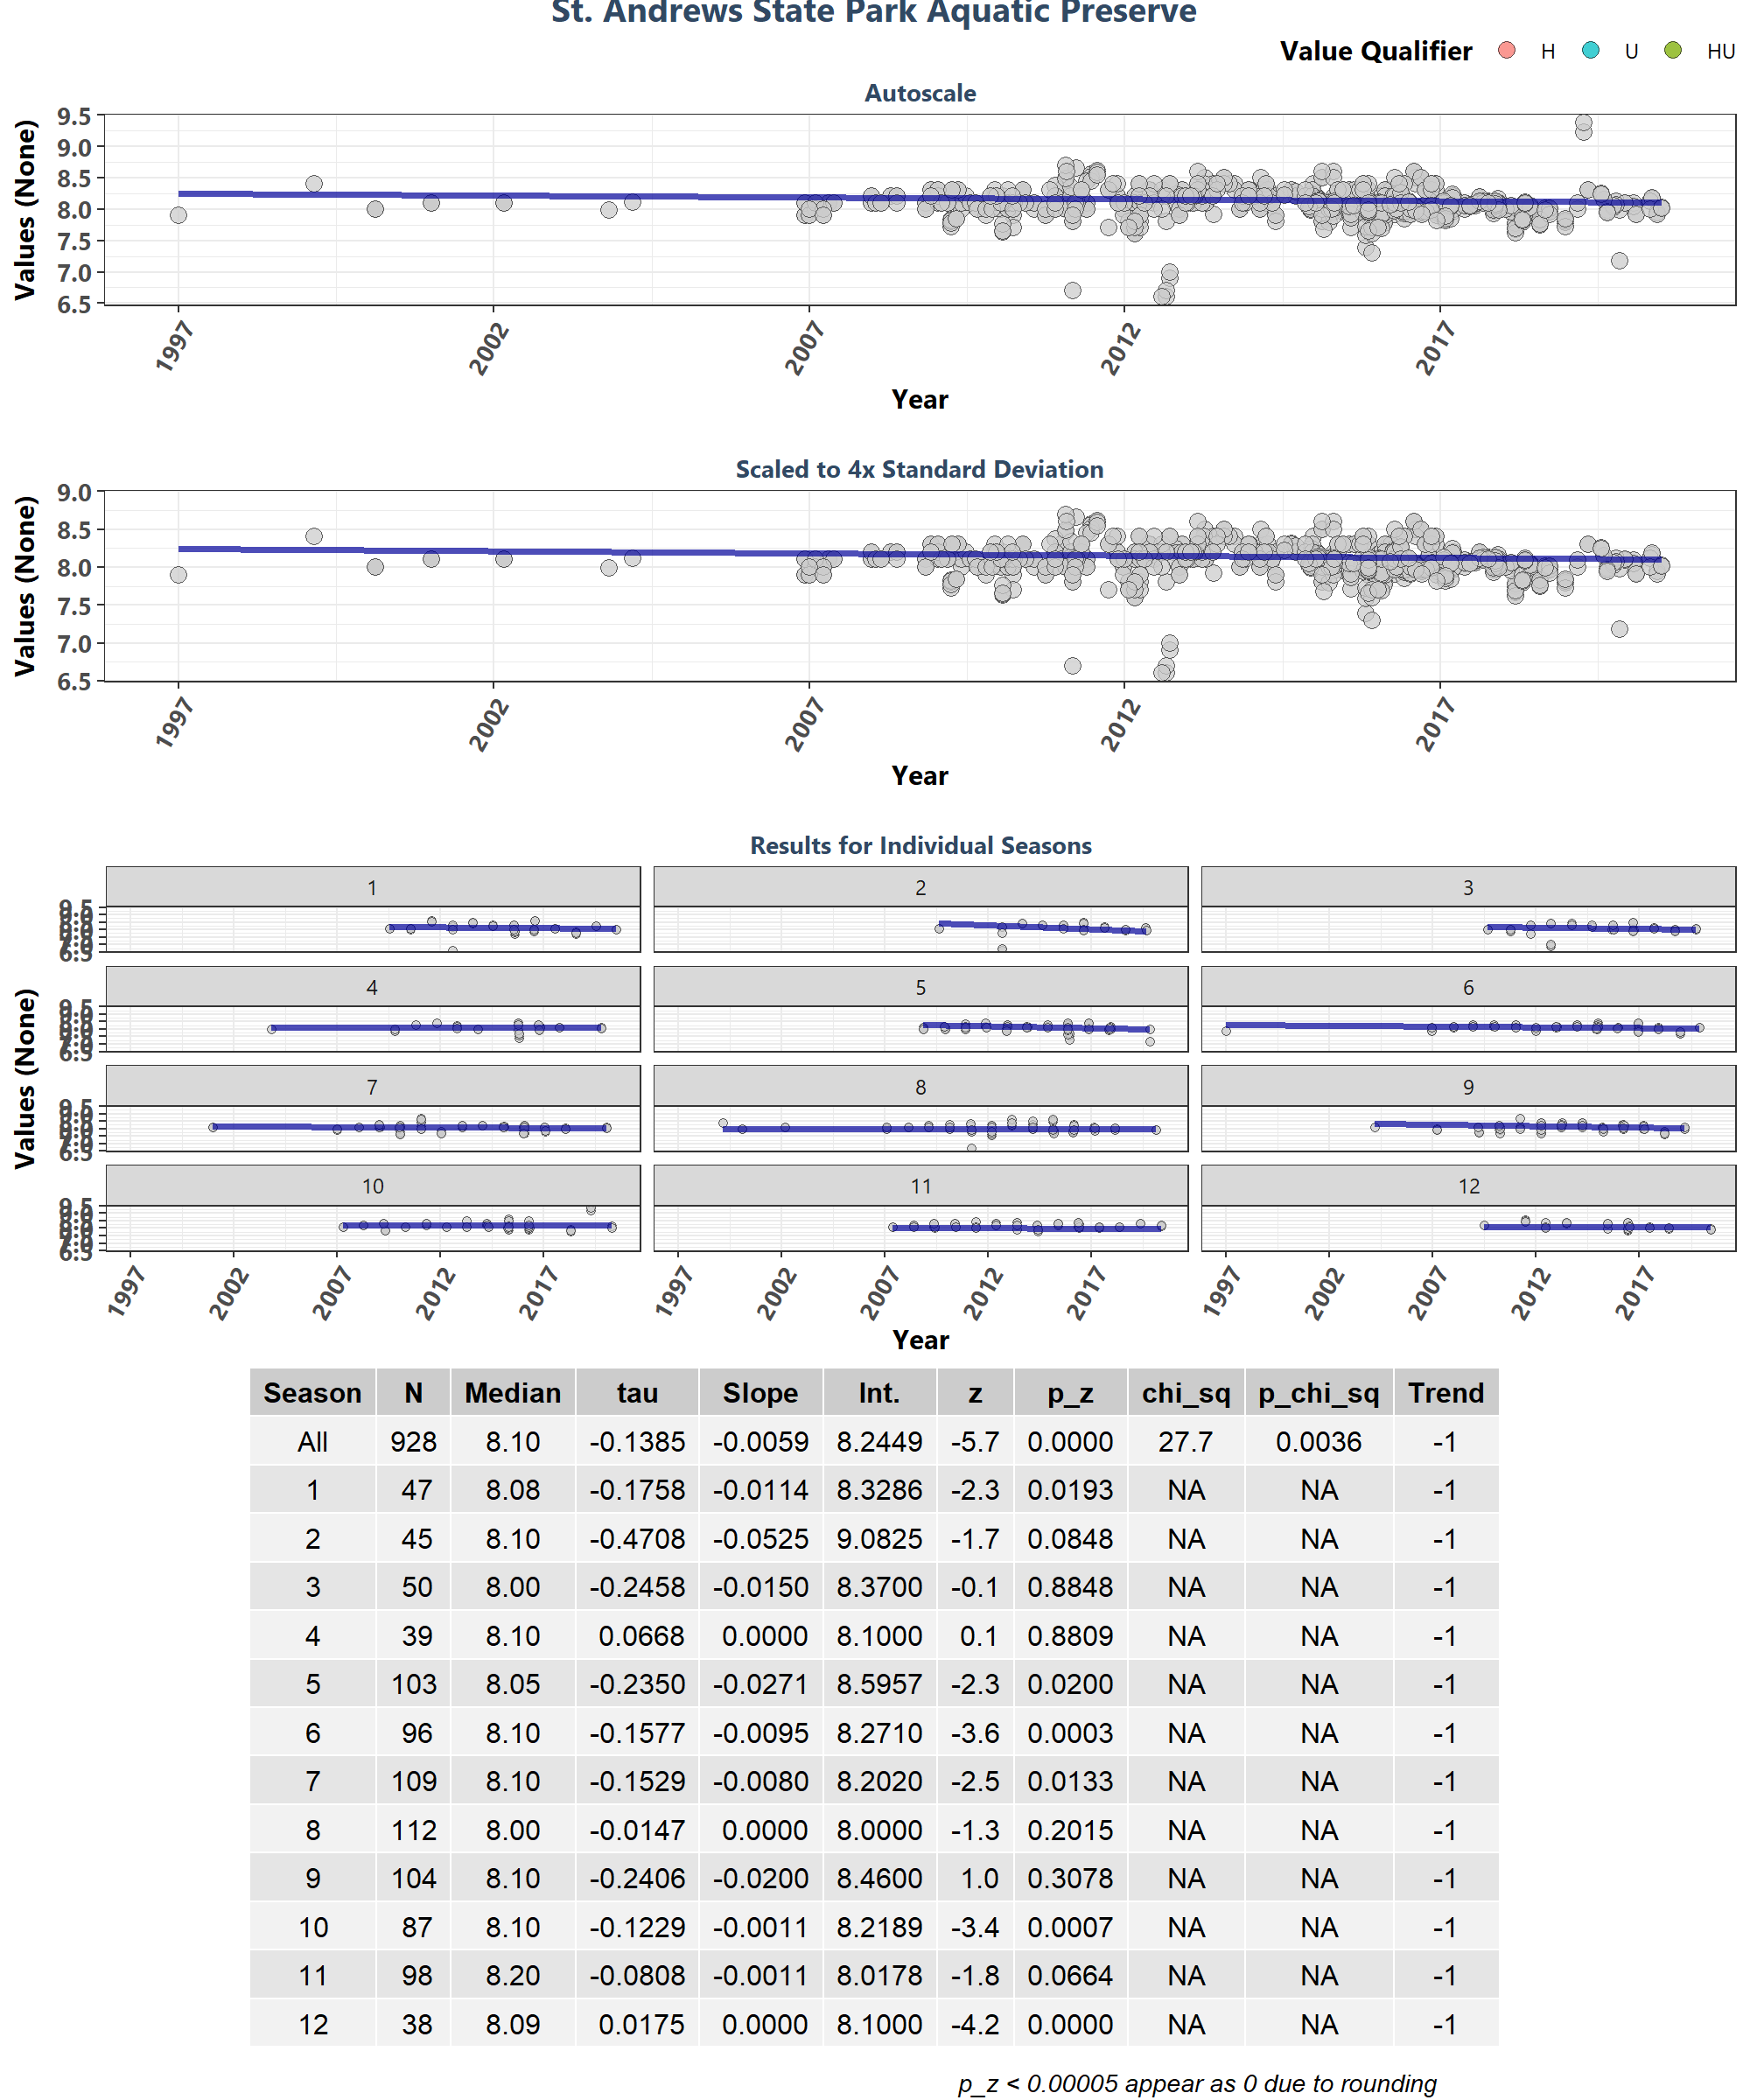 St. Andrews State Park Aquatic Preserve
Value Qualifier H U HU
Autoscale
Values (None)
9.5
9.0
8.5
8.0
7.5
7.0
6.5
1997 2002 2007 2012 2017
Year
Scaled to 4x Standard Deviation
Values (None)
9.0
8.5
8.0
7.5
7.0
6.5
1997 2002 2007 2012 2017
Year
Results for Individual Seasons
Values (None)
1 2 3
4 5 6
7 8 9
10 11 12
1997 2002 2007 2012 2017 1997 2002 2007 2012 2017 1997 2002 2007 2012 2017
Year
Season N Median tau Slope Int. z p_z chi_sq p_chi_sq Trend
All 928 8.10 -0.1385 -0.0059 8.2449 -5.7 0.0000 27.7 0.0036 -1
1 47 8.08 -0.1758 -0.0114 8.3286 -2.3 0.0193 NA NA -1
2 45 8.10 -0.4708 -0.0525 9.0825 -1.7 0.0848 NA NA -1
3 50 8.00 -0.2458 -0.0150 8.3700 -0.1 0.8848 NA NA -1
4 39 8.10 0.0668 0.0000 8.1000 0.1 0.8809 NA NA -1
5 103 8.05 -0.2350 -0.0271 8.5957 -2.3 0.0200 NA NA -1
6 96 8.10 -0.1577 -0.0095 8.2710 -3.6 0.0003 NA NA -1
7 109 8.10 -0.1529 -0.0080 8.2020 -2.5 0.0133 NA NA -1
8 112 8.00 -0.0147 0.0000 8.0000 -1.3 0.2015 NA NA -1
9 104 8.10 -0.2406 -0.0200 8.4600 1.0 0.3078 NA NA -1
10 87 8.10 -0.1229 -0.0011 8.2189 -3.4 0.0007 NA NA -1
11 98 8.20 -0.0808 -0.0011 8.0178 -1.8 0.0664 NA NA -1
12 38 8.09 0.0175 0.0000 8.1000 -4.2 0.0000 NA NA -1
p_z < 0.00005 appear as 0 due to rounding